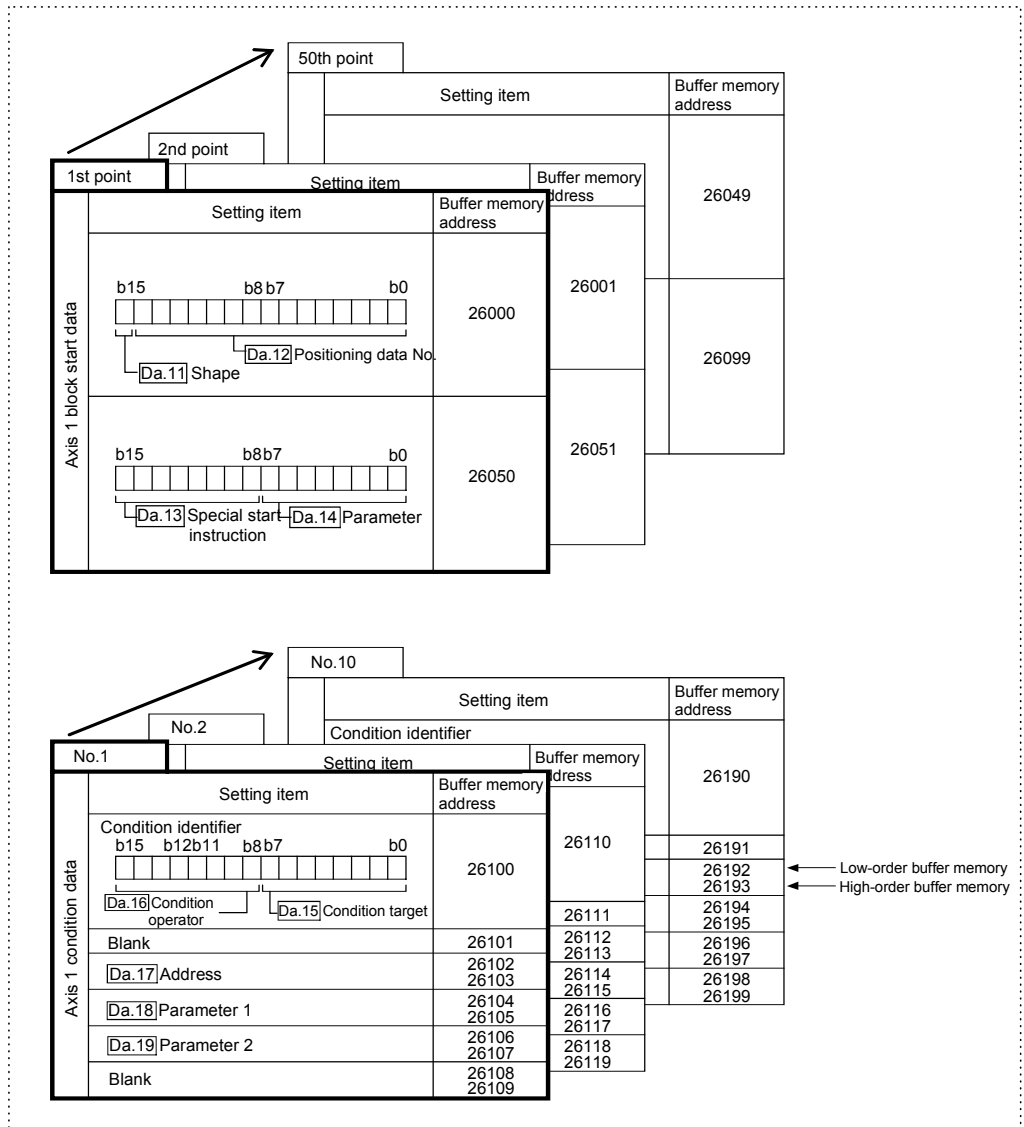 50th point
Setting item
Buffer memory address
26049
26099
2nd point
Setting item
Buffer memory address
26001
26051
1st point
Setting item
Buffer memory address
Axis 1 block start data
b15 b8 b7 b0
Da.12 Positioning data No.
Da.11 Shape
26000
b15 b8b7 b0
Da.13 Special start instruction
Da.14 Parameter
26050
No.10
Setting item
Buffer memory address
Condition identifier
26190
26191
26192
26193
Low-order buffer memory
High-order buffer memory
26194
26195
26196
26197
26198
26199
No.2
Setting item
Buffer memory address
26110
26111
26112
26113
26114
26115
26116
26117
26118
26119
No.1
Setting item
Buffer memory address
Axis 1 condition data
Condition identifier
b15 b12b11 b8b7 b0
Da.16 Condition operator
Da.15 Condition target
26100
Blank
26101
Da.17 Address
26102
26103
Da.18 Parameter 1
26104
26105
Da.19 Parameter 2
26106
26107
Blank
26108
26109